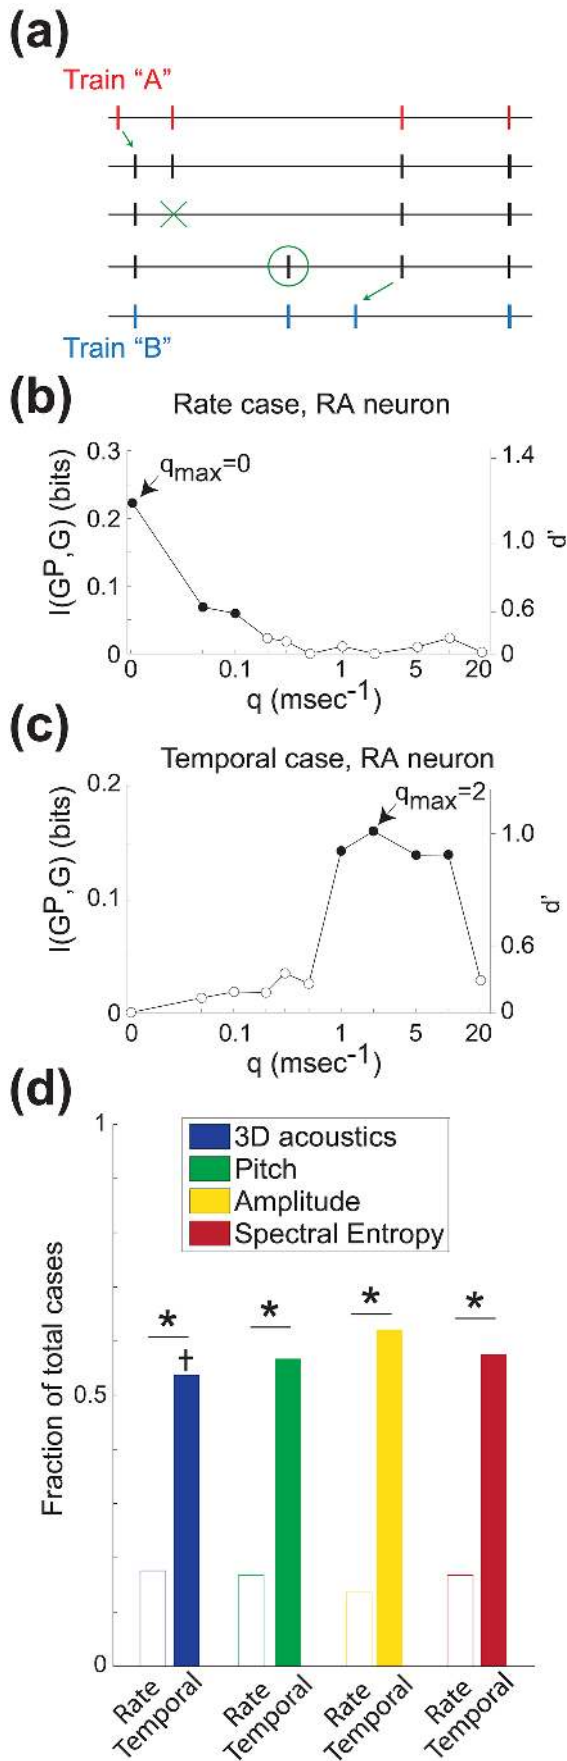 (a)
Train “A”
Train “B”
(b)
Rate case, RA neuron
qmax=0
I(GP,G) (bits)
0.3
0.2
0.1
0
1.4
1.0
0.6
0
d'
0 0.1 1 5 20
q (msec-1)
(c)
Temporal case, RA neuron
qmax=2
I(GP,G) (bits)
0.2
0.1
0
1.0
0.6
0
d'
0 0.1 1 5 20
q (msec-1)
(d)
3D acoustics
Pitch
Amplitude
Spectral Entropy
Fraction of total cases
1
0.5
0
* * * *
†
Rate Temporal Rate Temporal Rate Temporal Rate Temporal